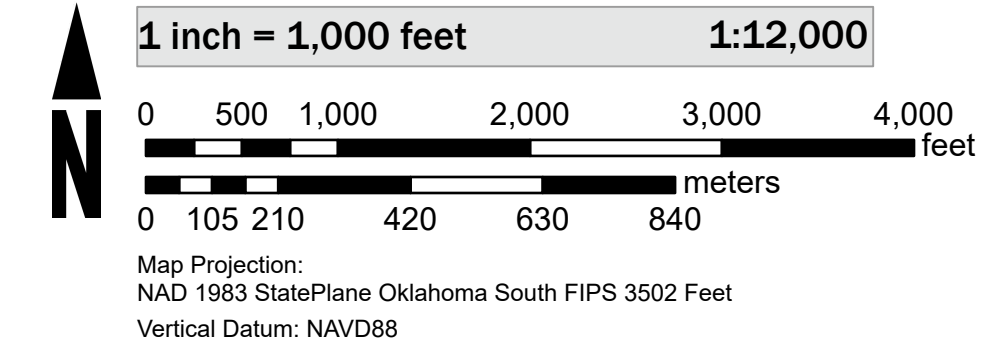 1 inch = 1,000 feet 1:12,000
0 500 1,000 2,000 3,000 4,000
feet
meters
0 105 210 420 630 840
N
Map Projection:
NAD 1983 StatePlane Oklahoma South FIPS 3502 Feet
Vertical Datum: NAVD88